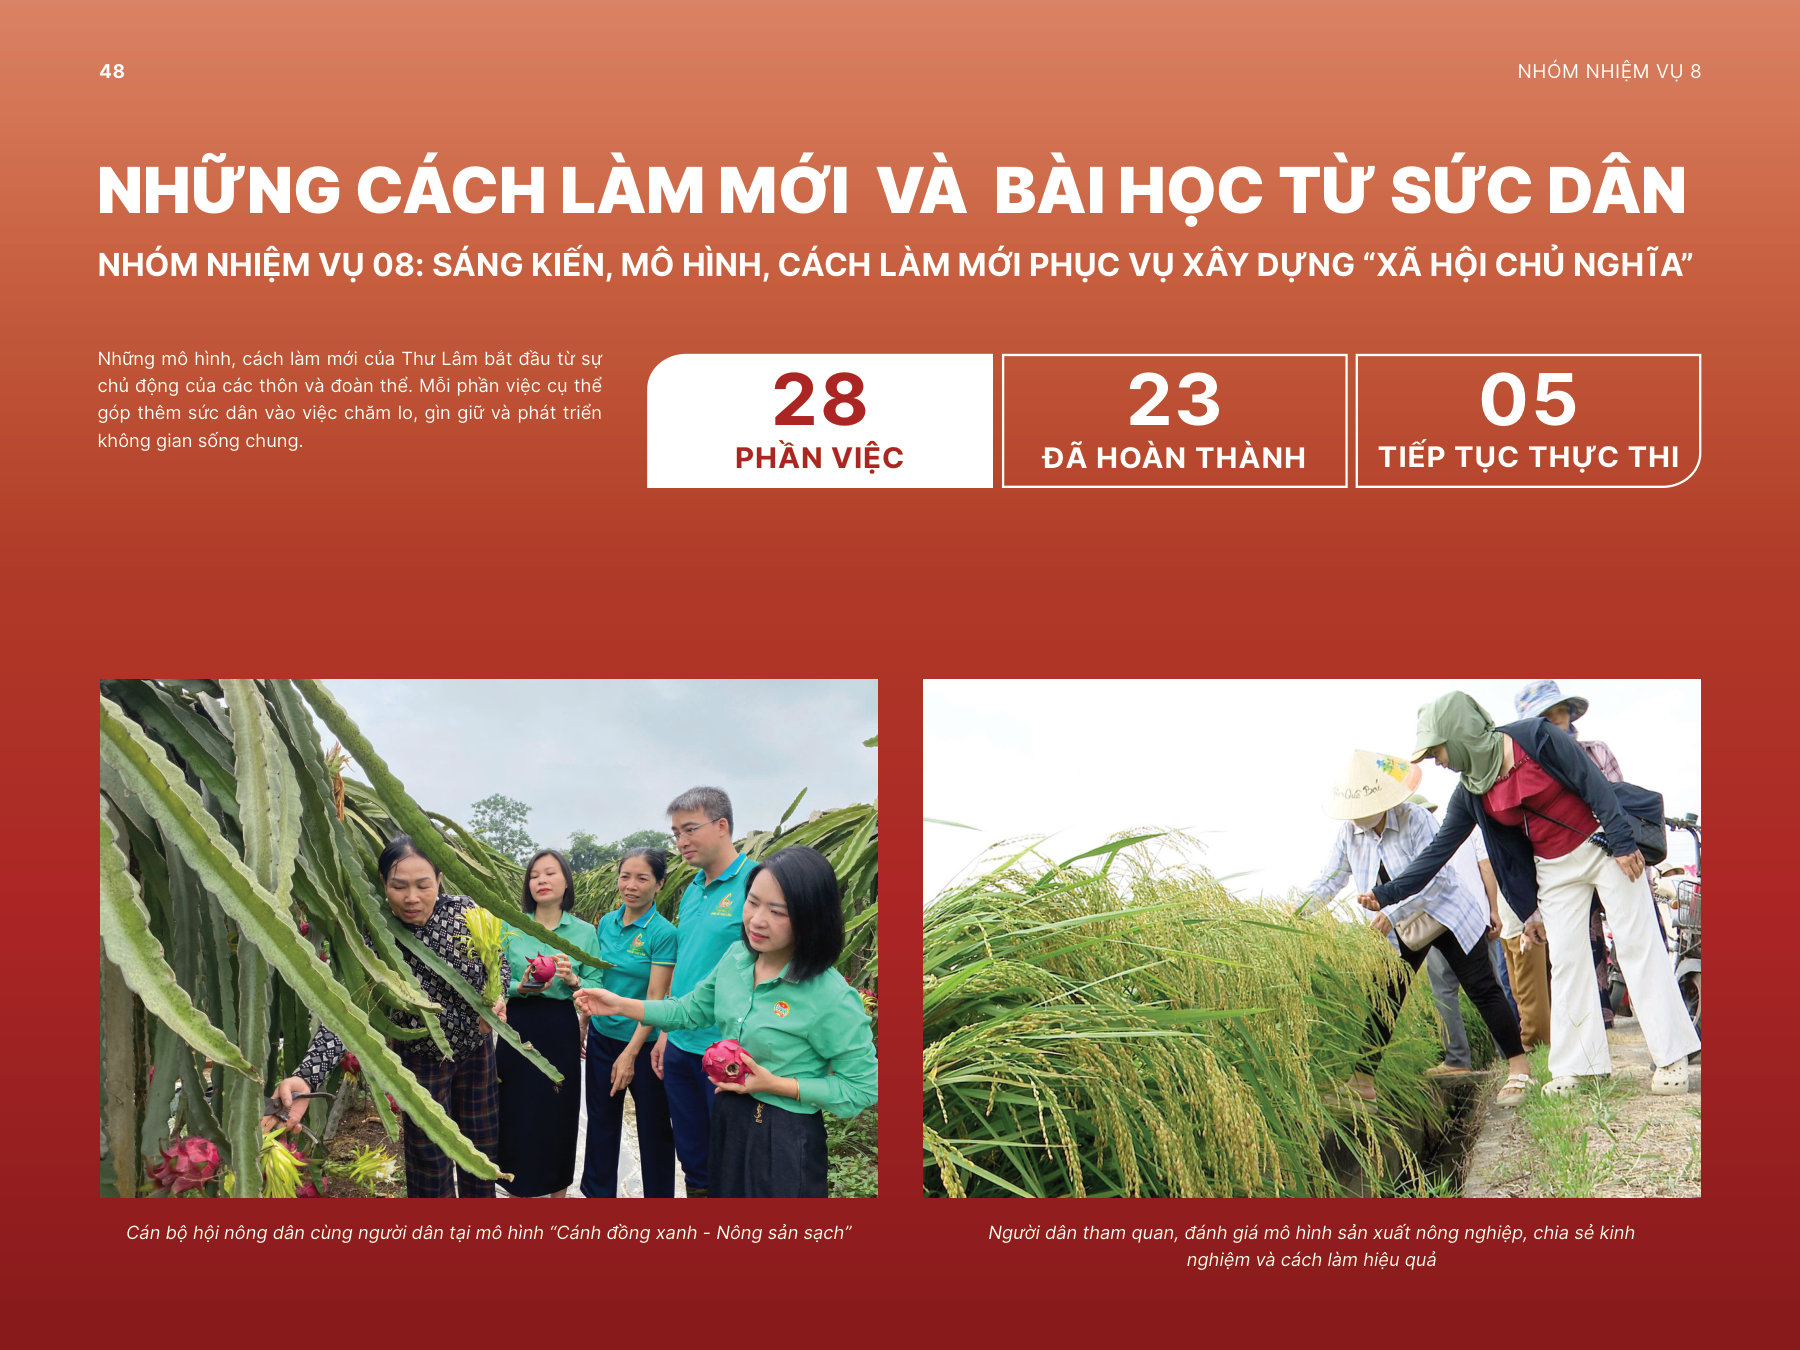 48
NHÓM NHIỆM VỤ 8
NHỮNG CÁCH LÀM MỚI VÀ BÀI HỌC TỪ SỨC DÂN
NHÓM NHIỆM VỤ 08: SÁNG KIẾN, MÔ HÌNH, CÁCH LÀM MỚI PHỤC VỤ XÂY DỰNG “XÃ HỘI CHỦ NGHĨA”
Những mô hình, cách làm mới của Thư Lâm bắt đầu từ sự
chủ động của các thôn và đoàn thể. Mỗi phần việc cụ thể
góp thêm sức dân vào việc chăm lo, gìn giữ và phát triển
không gian sống chung.
28
PHẦN VIỆC
23
ĐÃ HOÀN THÀNH
05
TIẾP TỤC THỰC THI
Cán bộ hội nông dân cùng người dân tại mô hình “Cánh đồng xanh - Nông sản sạch”
Người dân tham quan, đánh giá mô hình sản xuất nông nghiệp, chia sẻ kinh
nghiệm và cách làm hiệu quả